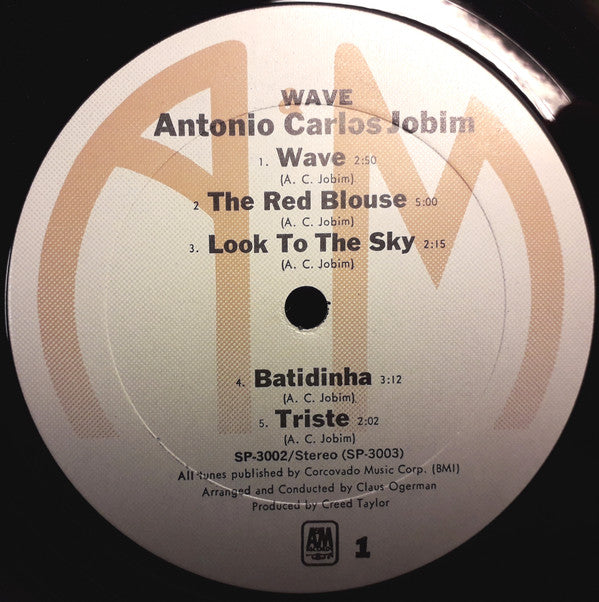 A&M
WAVE
Antonio Carlos Jobim
1. Wave 2:50
(A. C. Jobim)
2 The Red Blouse 5:00
(A. C. Jobim)
3. Look To The Sky 2:15
(A. C. Jobim)
4. Batidinha 3:12
(A. C. Jobim)
5. Triste 2:02
(A. C. Jobim)
SP-3002/Stereo (SP-3003)
All tunes published by Corcovado Music Corp. (BMI)
Arranged and Conducted by Claus Ogerman
Produced by Creed Taylor
A&M
RECORDS
1